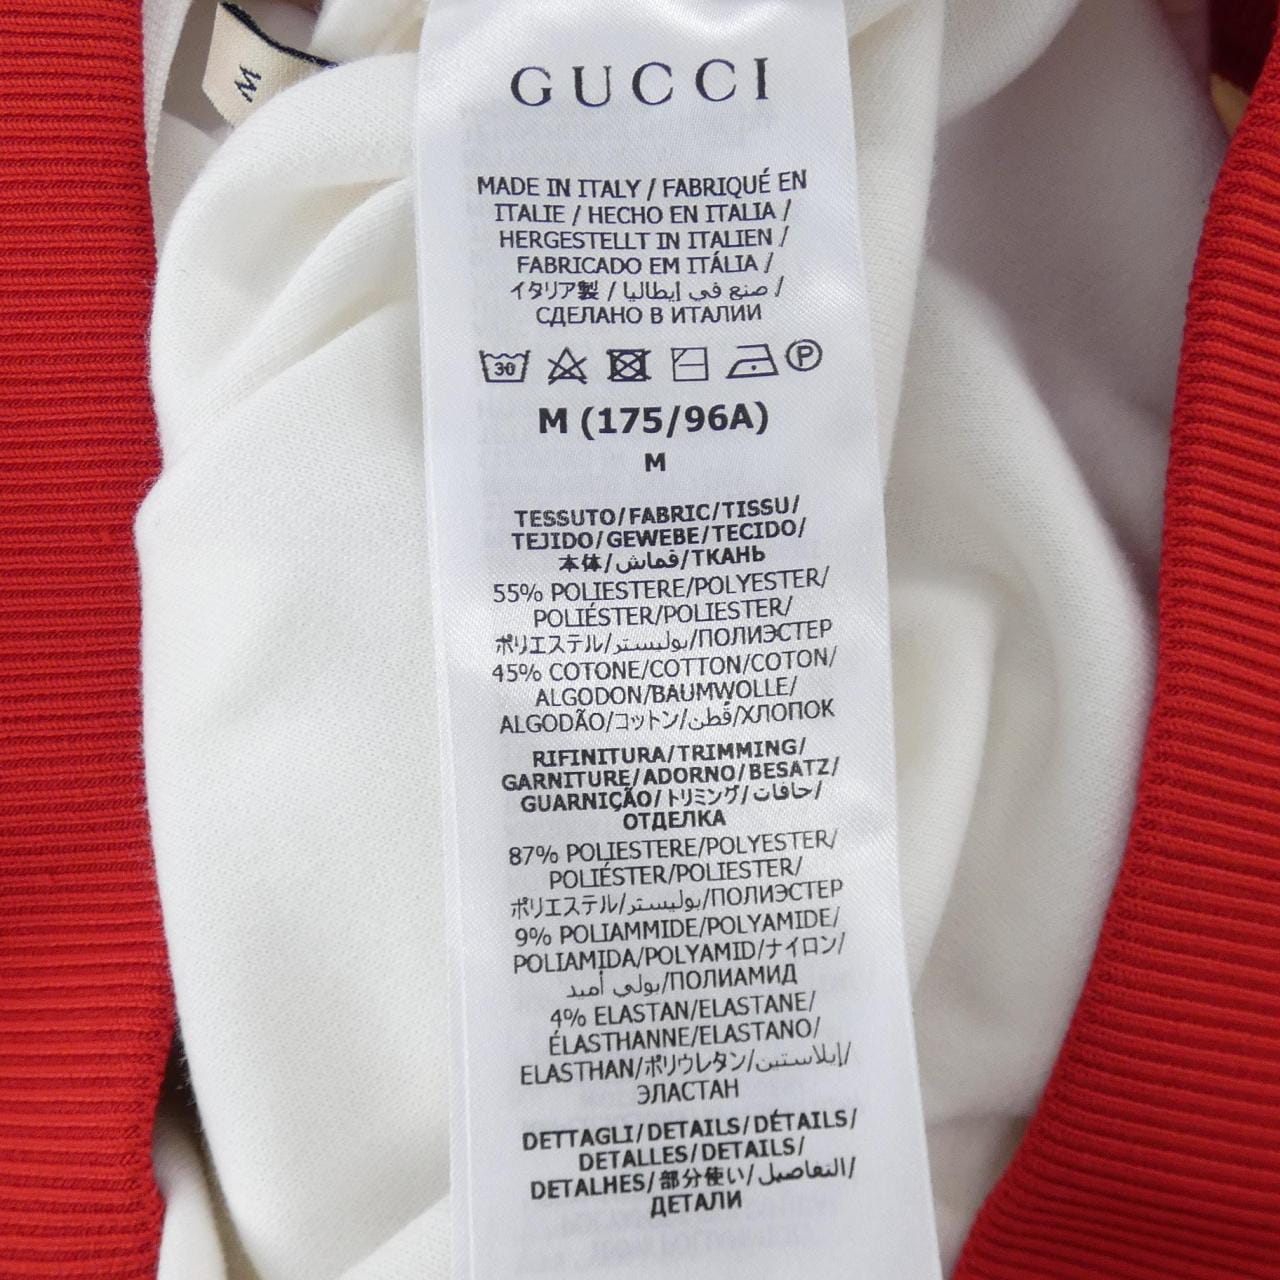 M
GUCCI
MADE IN ITALY / FABRIQUÉ EN
ITALIE / HECHO EN ITALIA /
HERGESTELLT IN ITALIEN /
FABRICADO EM ITÁLIA /
イタリア製 / صنع في إيطاليا /
СДЕЛАНО В ИТАЛИИ
30 P
M (175/96A)
M
TESSUTO/FABRIC/TISSU/
TEJIDO/GEWEBE/TECIDO/
本体/قماش/ТКАНЬ
55% POLIESTERE/POLYESTER/
POLIÉSTER/POLIESTER/
ポリエステル/بوليستر/ПОЛИЭСТЕР
45% COTONE/COTTON/COTON/
ALGODON/BAUMWOLLE/
ALGODÃO/コットン/قطن/ХЛОПОК
RIFINITURA/TRIMMING/
GARNITURE/ADORNO/BESATZ/
GUARNIÇÃO/トリミング/حافات/
ОТДЕЛКА
87% POLIESTERE/POLYESTER/
POLIÉSTER/POLIESTER/
ポリエステル/بوليستر/ПОЛИЭСТЕР
9% POLIAMMIDE/POLYAMIDE/
POLIAMIDA/POLYAMID/ナイロン/
بولي أميد/ПОЛИАМИД
4% ELASTAN/ELASTANE/
ÉLASTHANNE/ELASTANO/
ELASTHAN/ポリウレタン/إيلاستين/
ЭЛАСТАН
DETTAGLI/DETAILS/DÉTAILS/
DETALLES/DETAILS/
DETALHES/部分使い/التفاصيل/
ДЕТАЛИ